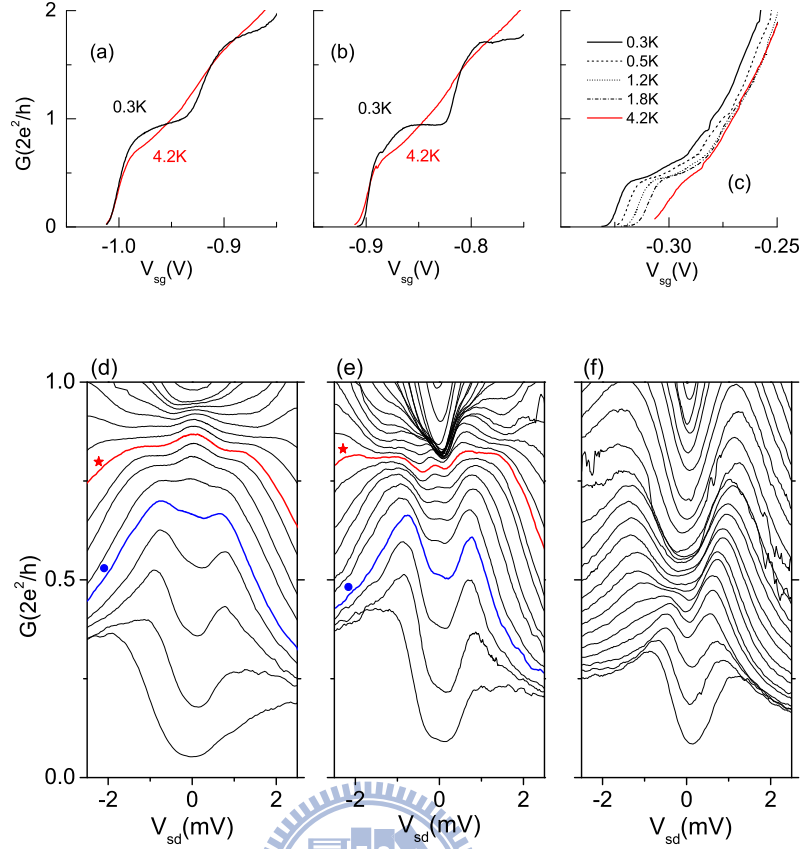 2
(a)
(b)
0.3K
0.5K
1.2K
1.8K
4.2K
G(2e²/h)
1
0.3K
4.2K
0.3K
4.2K
(c)
0
-1.0
-0.9
-0.9
-0.8
-0.30
-0.25
V_sg(V)
V_sg(V)
V_sg(V)
(d)
(e)
(f)
1.0
G(2e²/h)
0.5
0.0
-2
0
2
-2
0
2
-2
0
2
V_sd(mV)
V_sd(mV)
V_sd(mV)